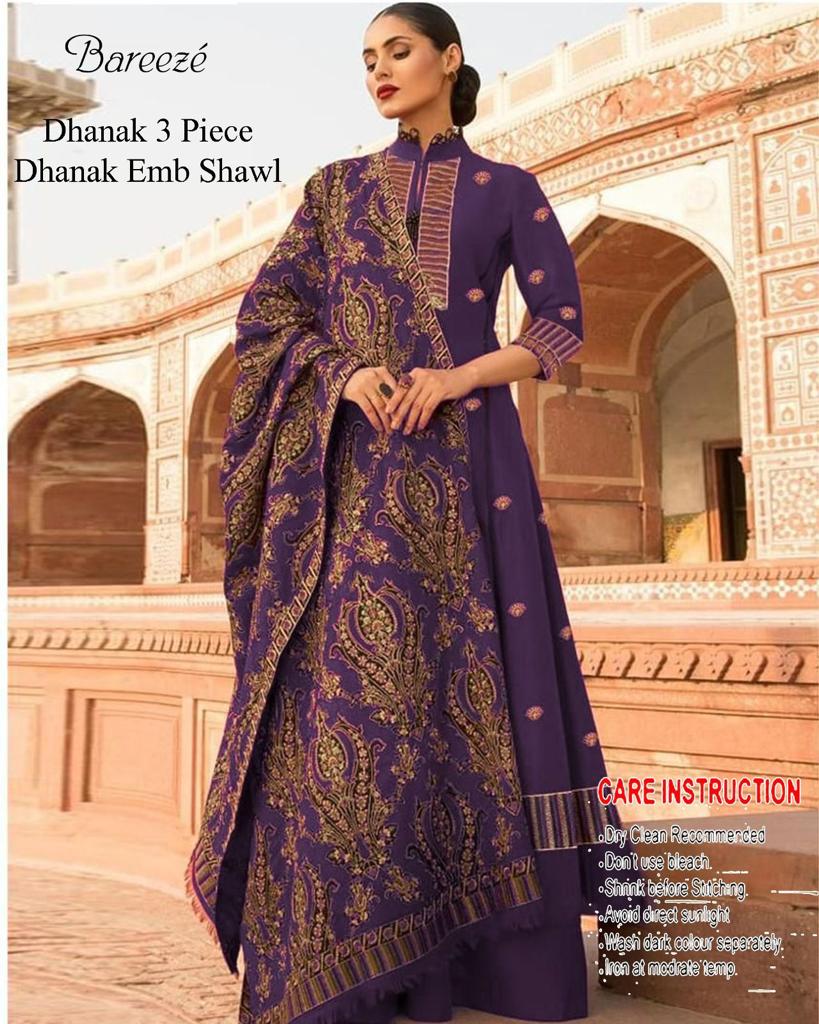 Bareezé
Dhanak 3 Piece
Dhanak Emb Shawl
CARE INSTRUCTION
•Dry Clean Recommended
•Don't use bleach.
•Shrink before Stitching.
•Avoid direct sunlight
•Wash dark colour separately.
•Iron at modrate temp.